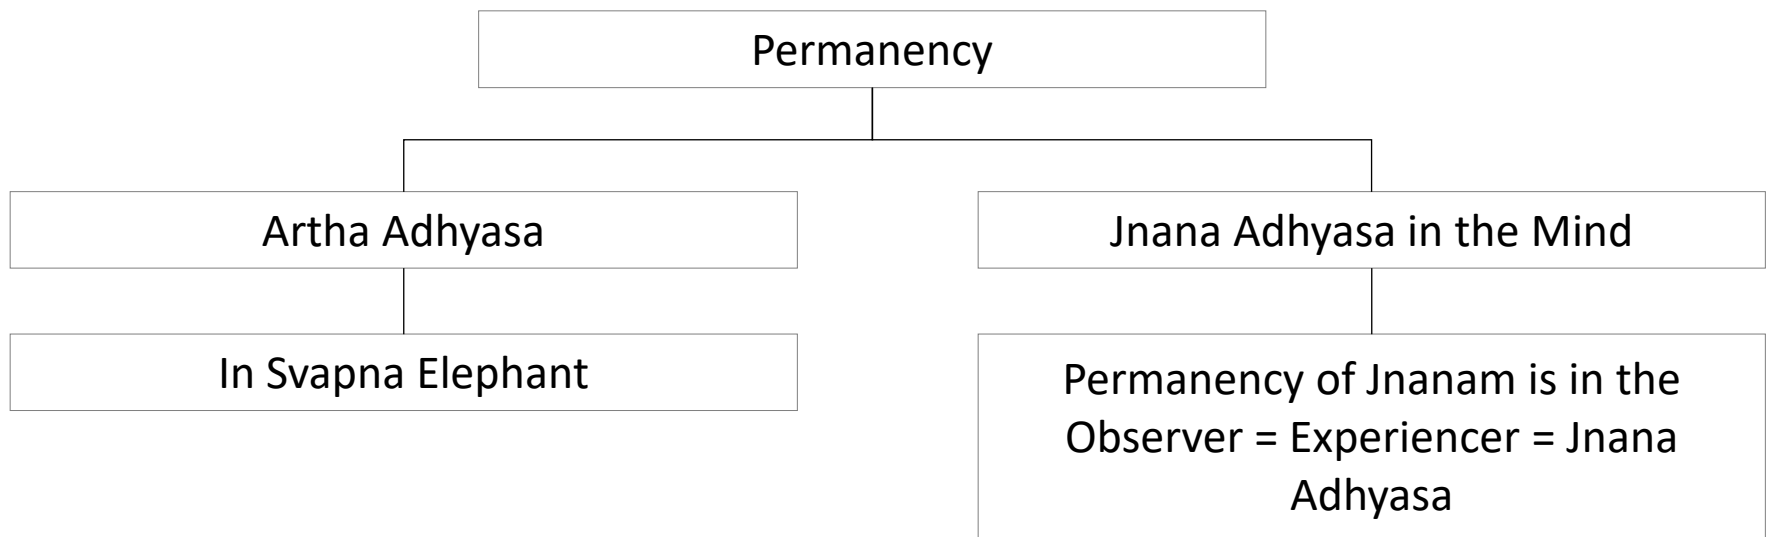 Permanency
Artha Adhyasa
Jnana Adhyasa in the Mind
In Svapna Elephant
Permanency of Jnanam is in the
Observer = Experiencer = Jnana
Adhyasa